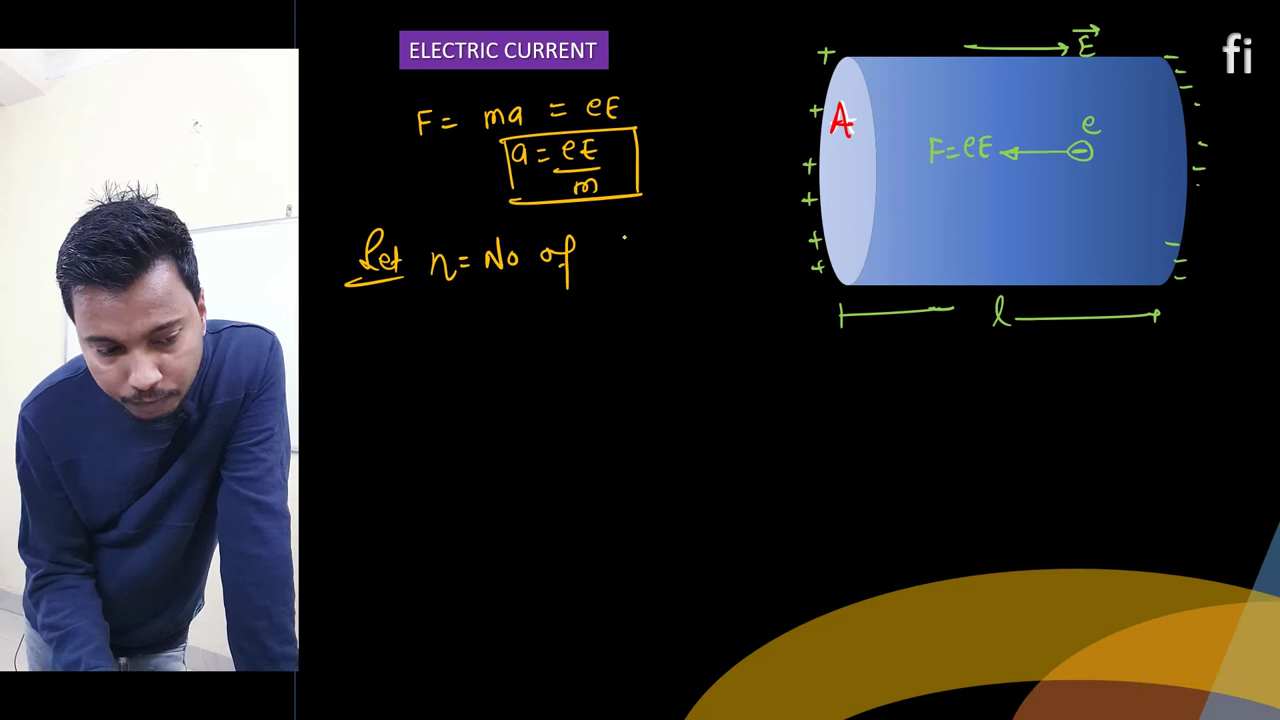 ELECTRIC CURRENT
fi
F = ma = eE
a = eE/m
Let n = No of
E
A
F=eE
e
l